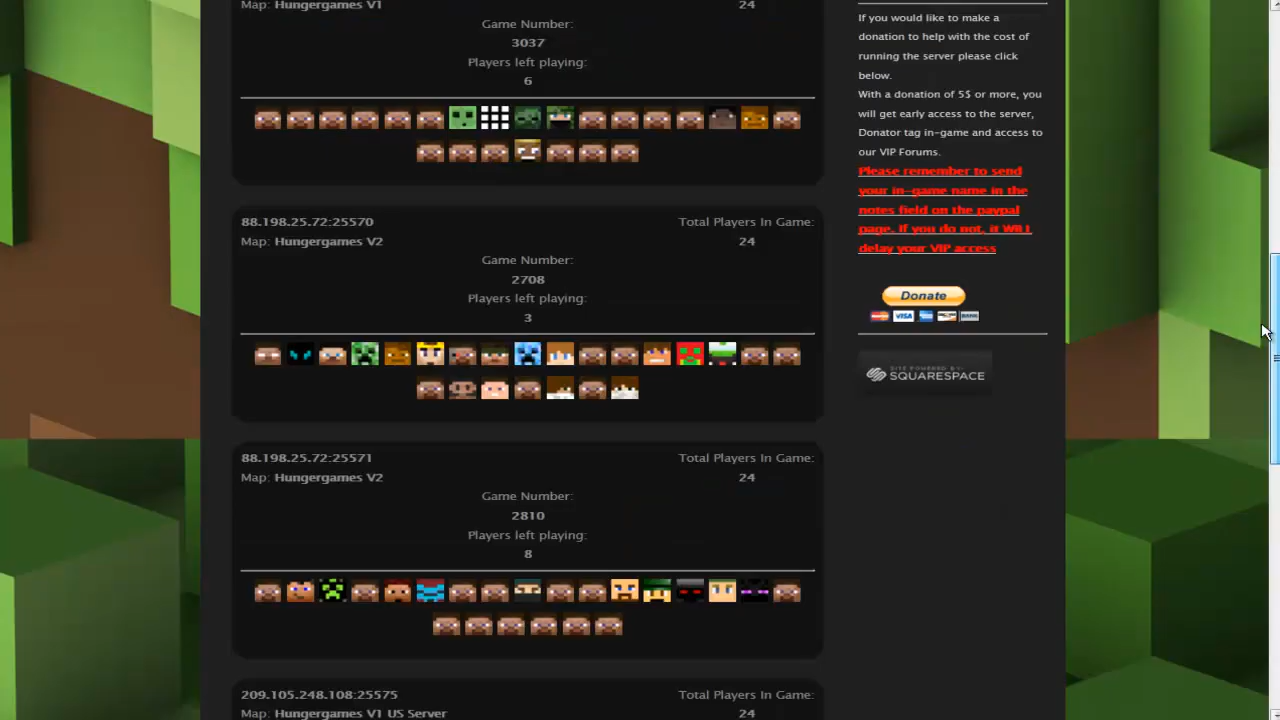 Map: Hungergames V1 24
Game Number:
3037
Players left playing:
6
88.198.25.72:25570 Total Players In Game:
Map: Hungergames V2 24
Game Number:
2708
Players left playing:
3
88.198.25.72:25571 Total Players In Game:
Map: Hungergames V2 24
Game Number:
2810
Players left playing:
8
209.105.248.108:25575 Total Players In Game:
Map: Hungergames V1 US Server 24
If you would like to make a
donation to help with the cost of
running the server please click
below.
With a donation of 5$ or more, you
will get early access to the server,
Donator tag in-game and access to
our VIP Forums.
Please remember to send
your in-game name in the
notes field on the paypal
page. If you do not, it WILL
delay your VIP access
Donate
VISA
SITE POWERED BY
SQUARESPACE